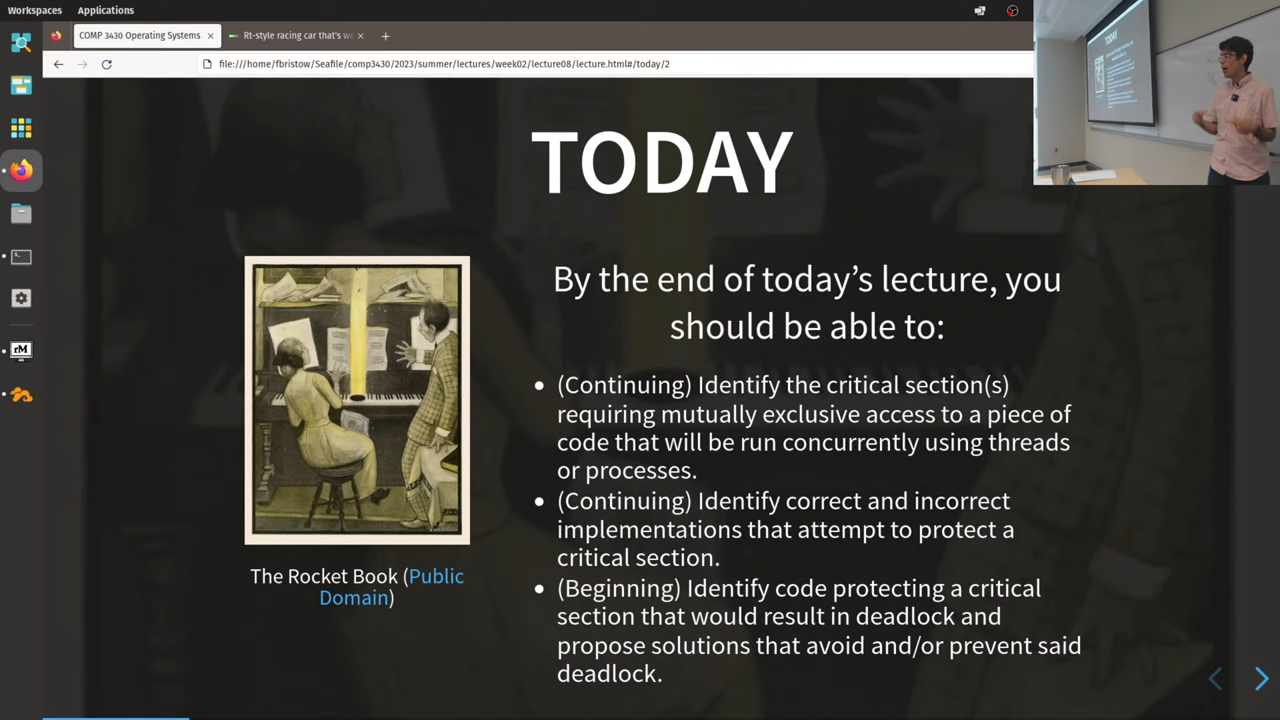 Workspaces Applications
COMP 3430 Operating Systems
Rt-style racing car that's we
file:///home/fbristow/Seafile/comp3430/2023/summer/lectures/week02/lecture08/lecture.html#/today/2
TODAY
By the end of today’s lecture, you
should be able to:
• (Continuing) Identify the critical section(s)
requiring mutually exclusive access to a piece of
code that will be run concurrently using threads
or processes.
• (Continuing) Identify correct and incorrect
implementations that attempt to protect a
critical section.
• (Beginning) Identify code protecting a critical
section that would result in deadlock and
propose solutions that avoid and/or prevent said
deadlock.
The Rocket Book (Public
Domain)
rM
TODAY